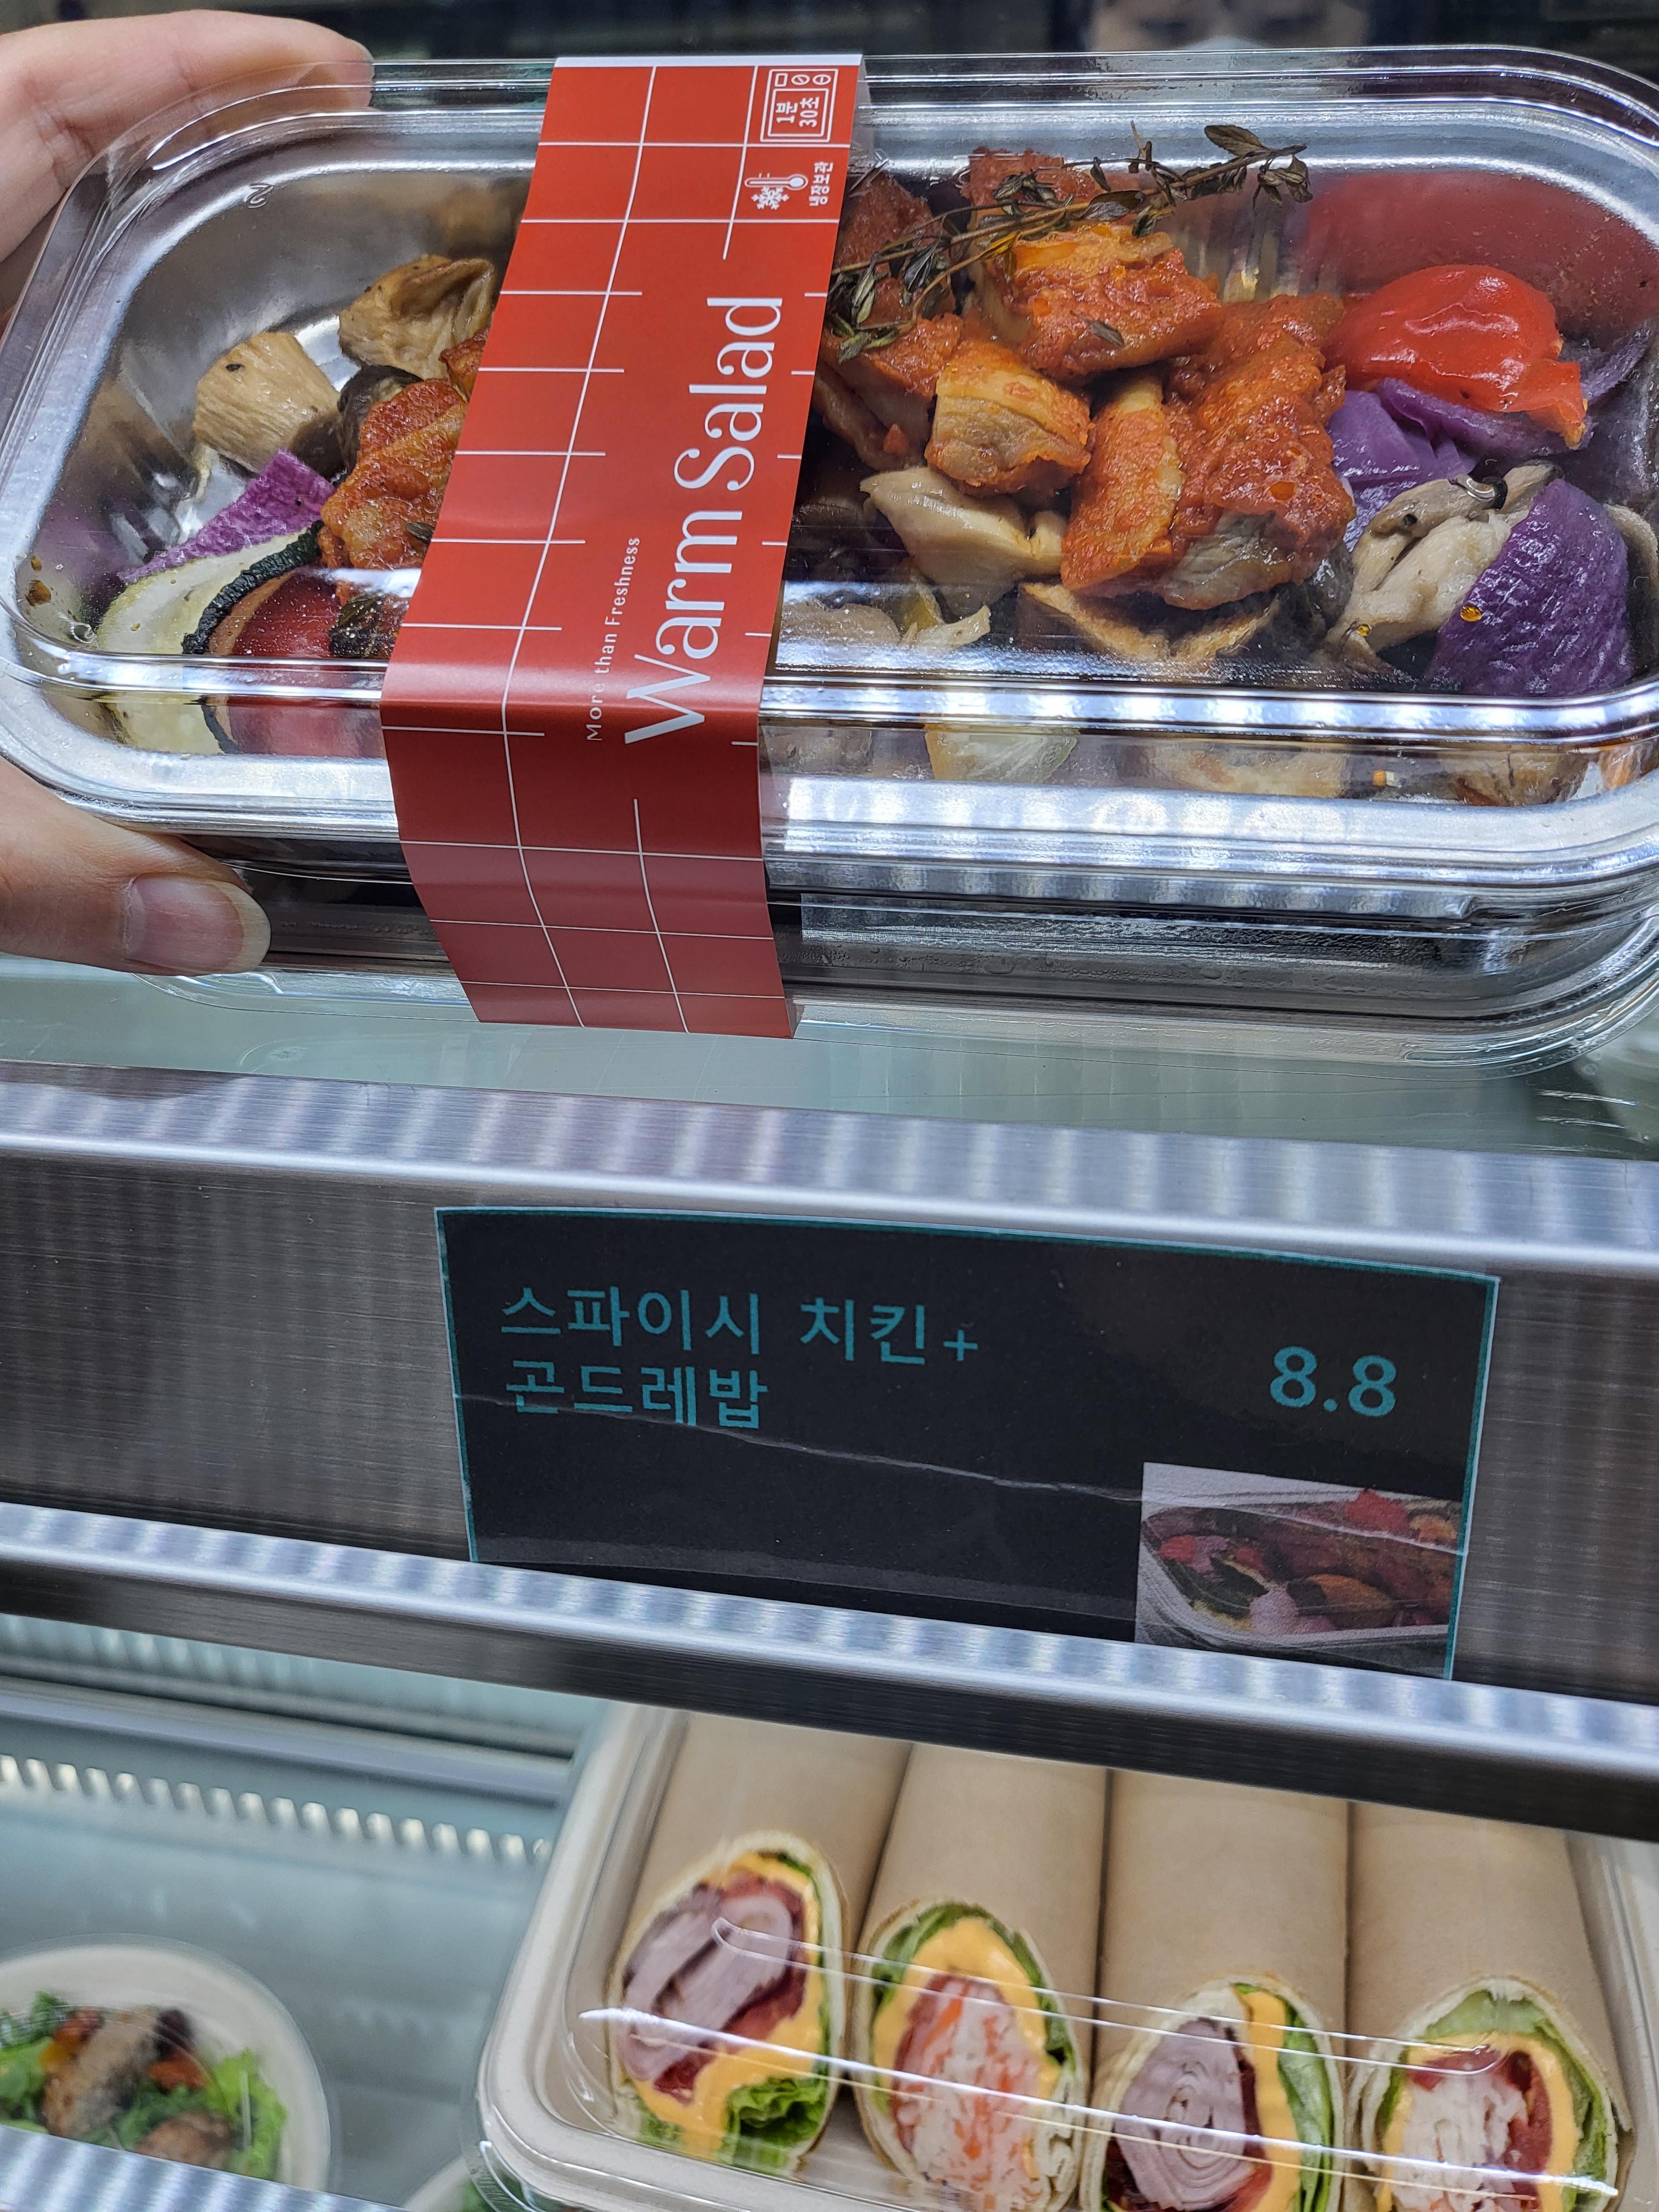 1분
30초
냉장보관
More than Freshness
Warm Salad
스파이시 치킨+
곤드레밥
8.8